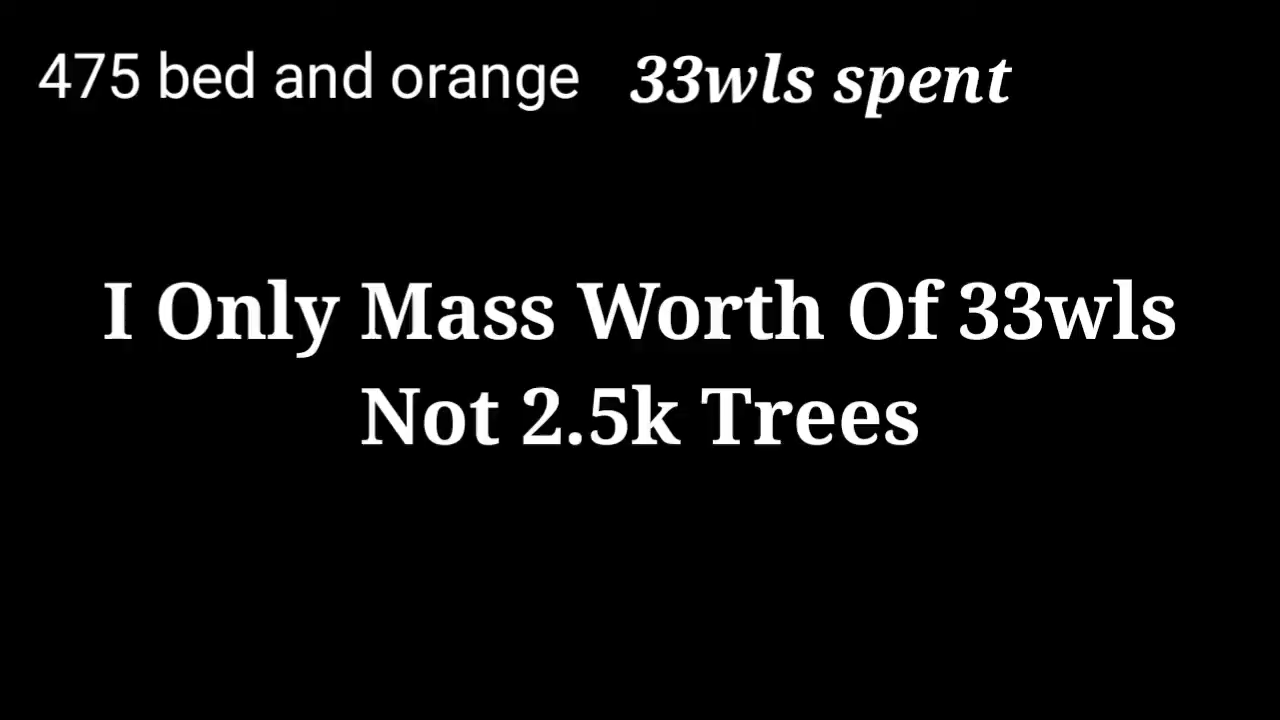 475 bed and orange 33wls spent
I Only Mass Worth Of 33wls
Not 2.5k Trees